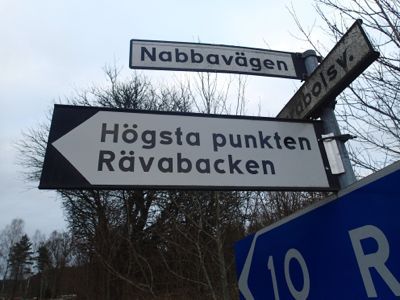 Nabbavägen
Högsta punkten
Rävabacken
10 R